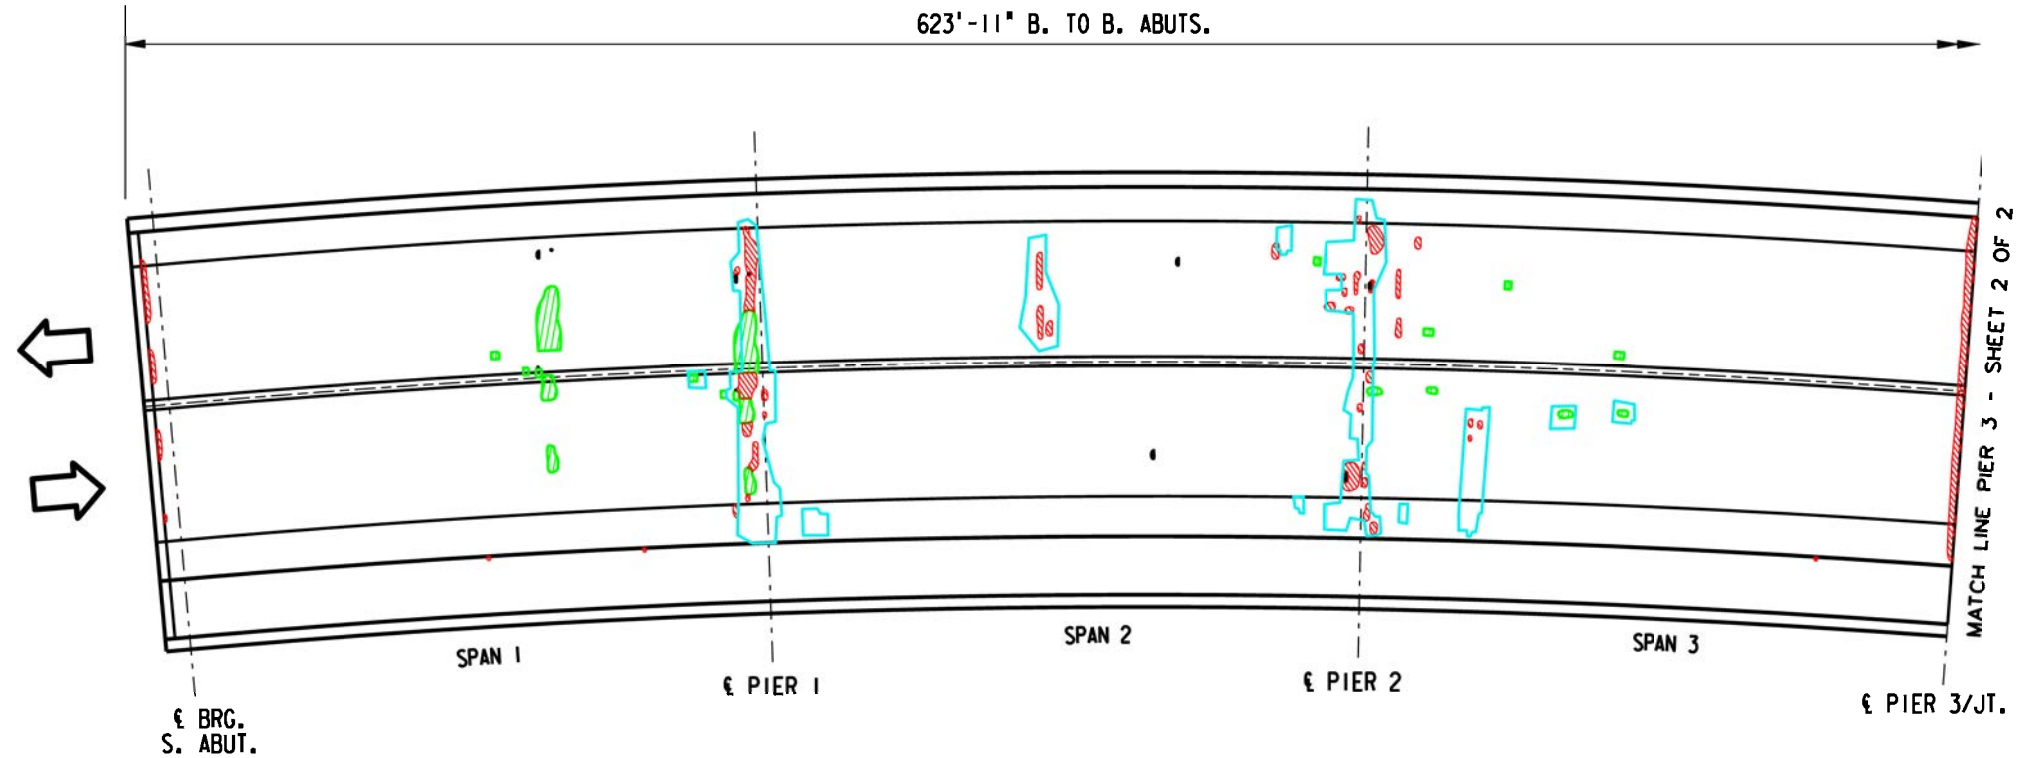 623'-11" B. TO B. ABUTS.
MATCH LINE PIER 3 - SHEET 2 OF 2
SPAN 1
SPAN 2
SPAN 3
℄ PIER 1
℄ PIER 2
℄ PIER 3/JT.
℄ BRG.
S. ABUT.